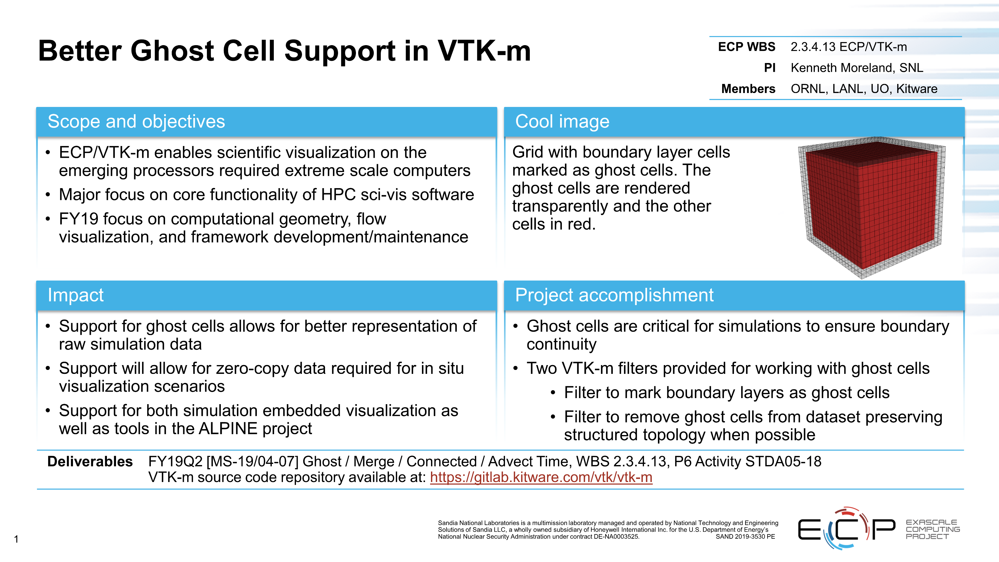 Better Ghost Cell Support in VTK-m
ECP WBS 2.3.4.13 ECP/VTK-m
PI Kenneth Moreland, SNL
Members ORNL, LANL, UO, Kitware
Scope and objectives
• ECP/VTK-m enables scientific visualization on the
emerging processors required extreme scale computers
• Major focus on core functionality of HPC sci-vis software
• FY19 focus on computational geometry, flow
visualization, and framework development/maintenance
Cool image
Grid with boundary layer cells
marked as ghost cells. The
ghost cells are rendered
transparently and the other
cells in red.
Impact
• Support for ghost cells allows for better representation of
raw simulation data
• Support will allow for zero-copy data required for in situ
visualization scenarios
• Support for both simulation embedded visualization as
well as tools in the ALPINE project
Project accomplishment
• Ghost cells are critical for simulations to ensure boundary
continuity
• Two VTK-m filters provided for working with ghost cells
• Filter to mark boundary layers as ghost cells
• Filter to remove ghost cells from dataset preserving
structured topology when possible
Deliverables FY19Q2 [MS-19/04-07] Ghost / Merge / Connected / Advect Time, WBS 2.3.4.13, P6 Activity STDA05-18
VTK-m source code repository available at: https://gitlab.kitware.com/vtk/vtk-m
1
Sandia National Laboratories is a multimission laboratory managed and operated by National Technology and Engineering
Solutions of Sandia LLC, a wholly owned subsidiary of Honeywell International Inc. for the U.S. Department of Energy's
National Nuclear Security Administration under contract DE-NA0003525. SAND 2019-3530 PE
ECP
EXASCALE
COMPUTING
PROJECT